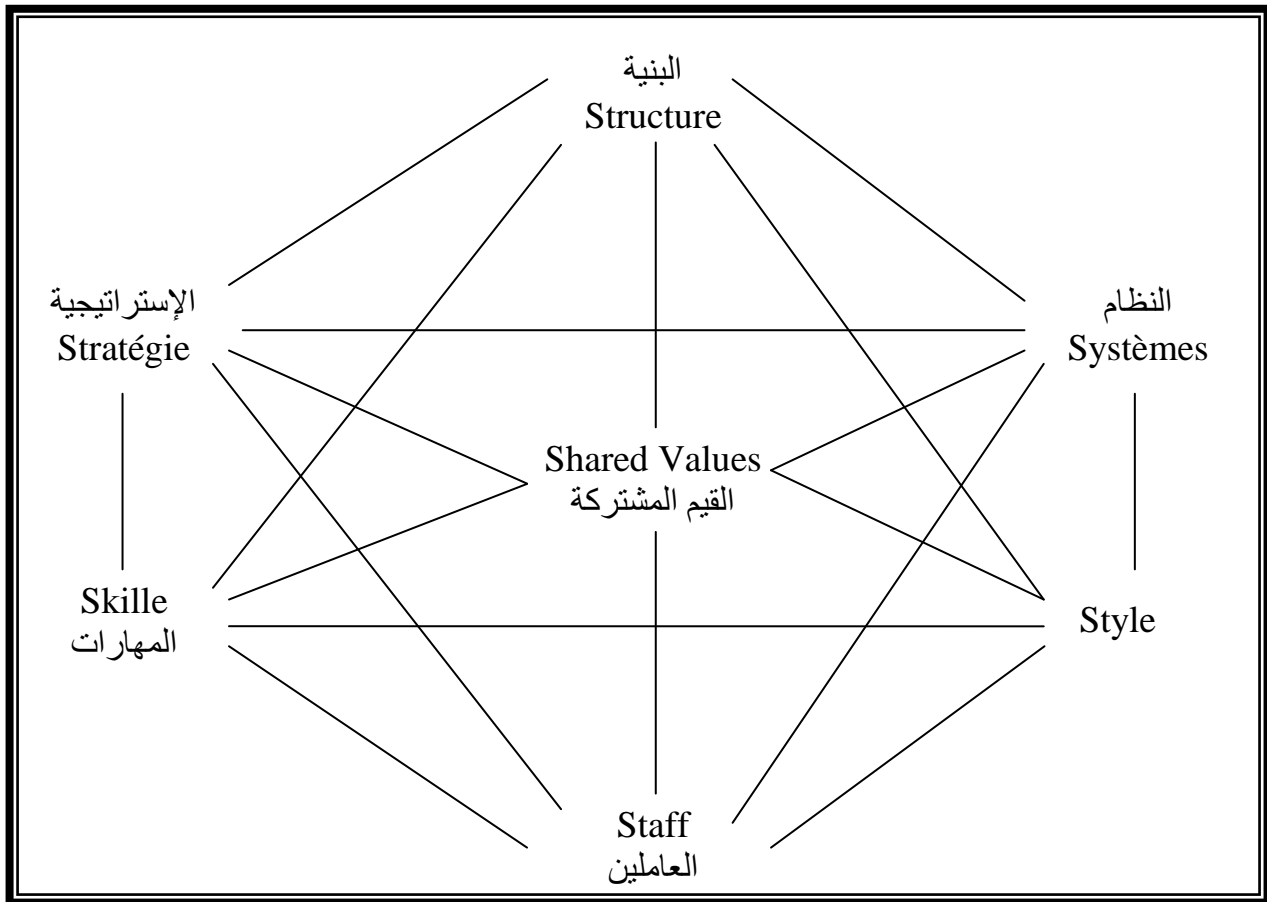 البنية
Structure
الإستراتيجية
Stratégie
النظام
Systèmes
Shared Values
القيم المشتركة
Skille
المهارات
Style
Staff
العاملين